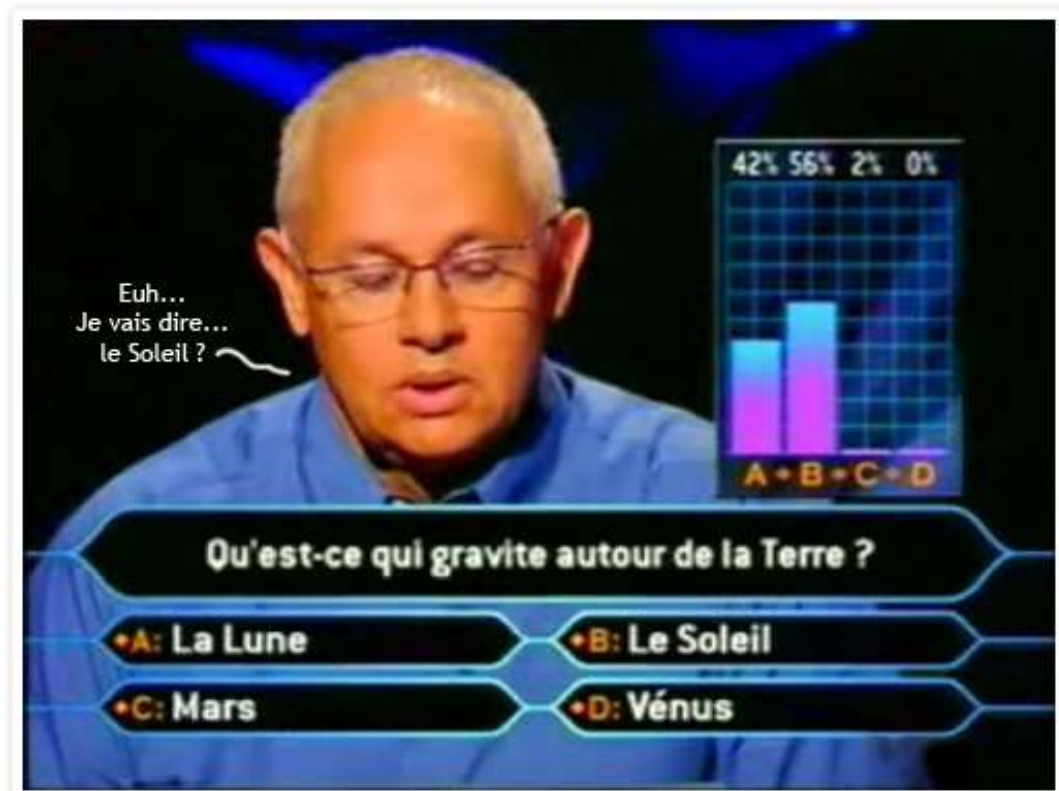 42% 56% 2% 0%
Euh...
Je vais dire...
le Soleil ?
A B C D
Qu'est-ce qui gravite autour de la Terre ?
A: La Lune
B: Le Soleil
C: Mars
D: Vénus